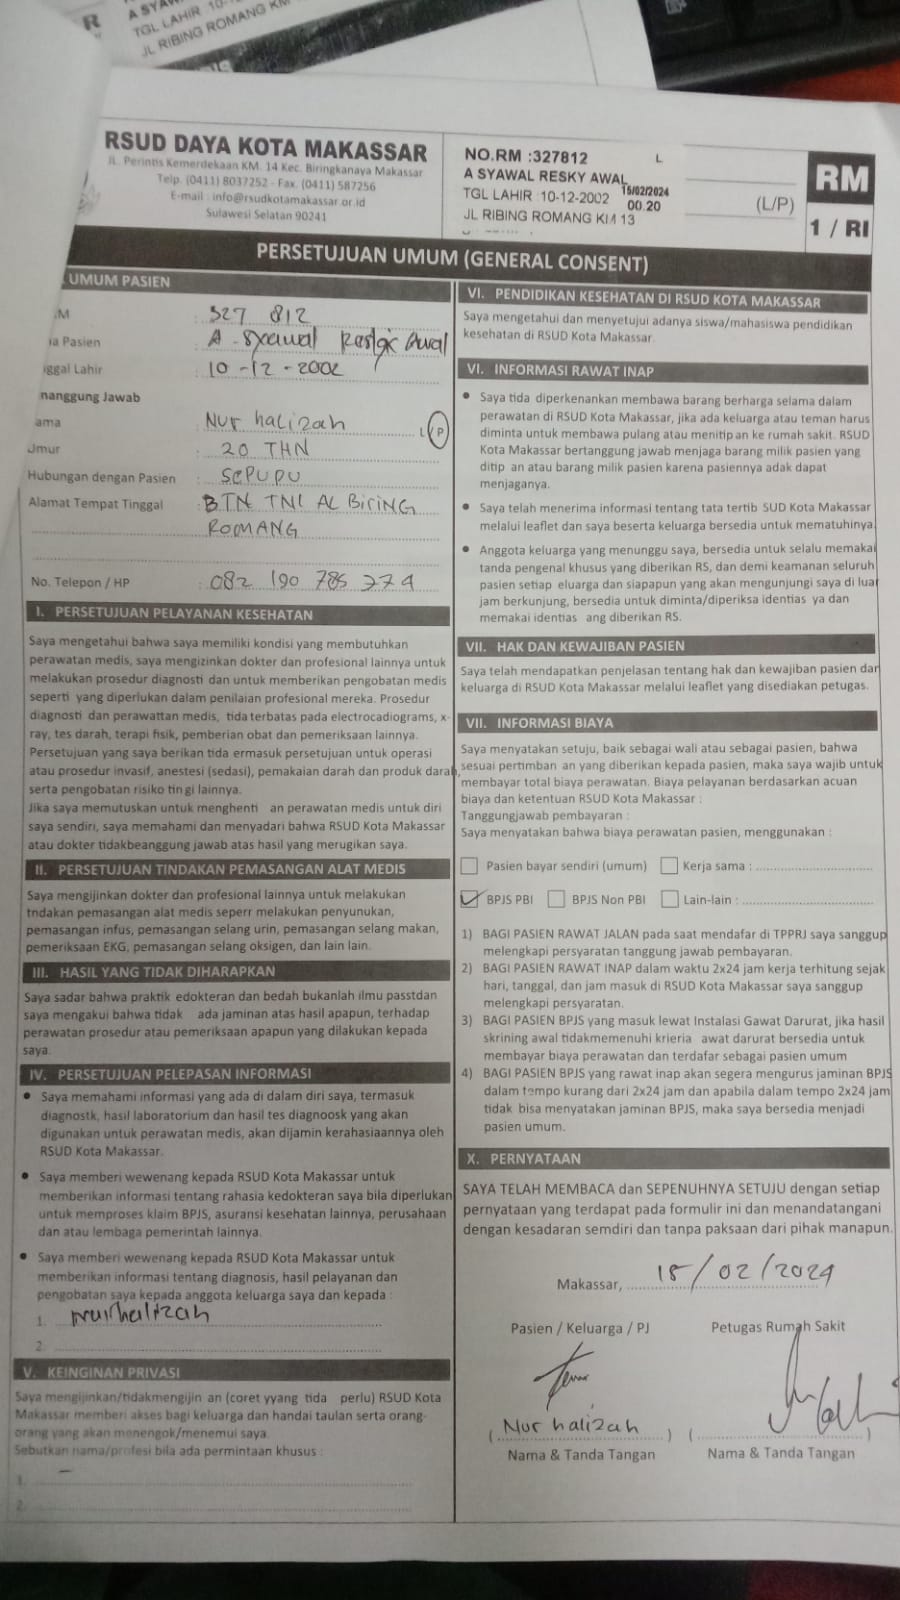 A SYAW
TGL LAHIR 10-1
JL RIBING ROMANG KM
RSUD DAYA KOTA MAKASSAR
JL. Perintis Kemerdekaan KM. 14 Kec. Biringkanaya Makassar
Telp. (0411) 8037252 - Fax. (0411) 587256
E-mail : info@rsudkotamakassar.or.id
Sulawesi Selatan 90241
NO.RM :327812 L
A SYAWAL RESKY AWAL
TGL LAHIR :10-12-2002 15/02/2024 00.20
JL RIBING ROMANG KM 13
(L/P)
RM
1 / RI
PERSETUJUAN UMUM (GENERAL CONSENT)
UMUM PASIEN
.M : 327 812
na Pasien : A. Syawal Resky Awal
nggal Lahir : 10-12-2002
nanggung Jawab
ama : Nur halizah L/P
Umur : 20 THN
Hubungan dengan Pasien : SEPUPU
Alamat Tempat Tinggal : BTN TNI AL BIRING
ROMANG
No. Telepon / HP : 082 190 785 774
I. PERSETUJUAN PELAYANAN KESEHATAN
Saya mengetahui bahwa saya memiliki kondisi yang membutuhkan
perawatan medis, saya mengizinkan dokter dan profesional lainnya untuk
melakukan prosedur diagnosti dan untuk memberikan pengobatan medis
seperti yang diperlukan dalam penilaian profesional mereka. Prosedur
diagnosti dan perawattan medis, tida terbatas pada electrocadiograms, x-
ray, tes darah, terapi fisik, pemberian obat dan pemeriksaan lainnya.
Persetujuan yang saya berikan tida ermasuk persetujuan untuk operasi
atau prosedur invasif, anestesi (sedasi), pemakaian darah dan produk darah,
serta pengobatan risiko tin gi lainnya.
Jika saya memutuskan untuk menghenti an perawatan medis untuk diri
saya sendiri, saya memahami dan menyadari bahwa RSUD Kota Makassar
atau dokter tidakbeanggung jawab atas hasil yang merugikan saya.
II. PERSETUJUAN TINDAKAN PEMASANGAN ALAT MEDIS
Saya mengijinkan dokter dan profesional lainnya untuk melakukan
tndakan pemasangan alat medis seperr melakukan penyunukan,
pemasangan infus, pemasangan selang urin, pemasangan selang makan,
pemeriksaan EKG, pemasangan selang oksigen, dan lain lain.
III. HASIL YANG TIDAK DIHARAPKAN
Saya sadar bahwa praktik edokteran dan bedah bukanlah ilmu passtdan
saya mengakui bahwa tidak ada jaminan atas hasil apapun, terhadap
perawatan prosedur atau pemeriksaan apapun yang dilakukan kepada
saya.
IV. PERSETUJUAN PELEPASAN INFORMASI
• Saya memahami informasi yang ada di dalam diri saya, termasuk
diagnostk, hasil laboratorium dan hasil tes diagnoosk yang akan
digunakan untuk perawatan medis, akan dijamin kerahasiaannya oleh
RSUD Kota Makassar.
• Saya memberi wewenang kepada RSUD Kota Makassar untuk
memberikan informasi tentang rahasia kedokteran saya bila diperlukan
untuk memproses klaim BPJS, asuransi kesehatan lainnya, perusahaan
dan atau lembaga pemerintah lainnya.
• Saya memberi wewenang kepada RSUD Kota Makassar untuk
memberikan informasi tentang diagnosis, hasil pelayanan dan
pengobatan saya kepada anggota keluarga saya dan kepada :
1. nurhalizah
2.
V. KEINGINAN PRIVASI
Saya mengijinkan/tidakmengijin an (coret yyang tida perlu) RSUD Kota
Makassar memberi akses bagi keluarga dan handai taulan serta orang-
orang yang akan menengok/menemui saya.
Sebutkan nama/profesi bila ada permintaan khusus :
1. –
2.
VI. PENDIDIKAN KESEHATAN DI RSUD KOTA MAKASSAR
Saya mengetahui dan menyetujui adanya siswa/mahasiswa pendidikan
kesehatan di RSUD Kota Makassar.
VI. INFORMASI RAWAT INAP
• Saya tida diperkenankan membawa barang berharga selama dalam
perawatan di RSUD Kota Makassar, jika ada keluarga atau teman harus
diminta untuk membawa pulang atau menitip an ke rumah sakit. RSUD
Kota Makassar bertanggung jawab menjaga barang milik pasien yang
ditip an atau barang milik pasien karena pasiennya adak dapat
menjaganya.
• Saya telah menerima informasi tentang tata tertib SUD Kota Makassar
melalui leaflet dan saya beserta keluarga bersedia untuk mematuhinya.
• Anggota keluarga yang menunggu saya, bersedia untuk selalu memakai
tanda pengenal khusus yang diberikan RS, dan demi keamanan seluruh
pasien setiap eluarga dan siapapun yang akan mengunjungi saya di luar
jam berkunjung, bersedia untuk diminta/diperiksa identias ya dan
memakai identias ang diberikan RS.
VII. HAK DAN KEWAJIBAN PASIEN
Saya telah mendapatkan penjelasan tentang hak dan kewajiban pasien dan
keluarga di RSUD Kota Makassar melalui leaflet yang disediakan petugas.
VII. INFORMASI BIAYA
Saya menyatakan setuju, baik sebagai wali atau sebagai pasien, bahwa
sesuai pertimban an yang diberikan kepada pasien, maka saya wajib untuk
membayar total biaya perawatan. Biaya pelayanan berdasarkan acuan
biaya dan ketentuan RSUD Kota Makassar :
Tanggungjawab pembayaran :
Saya menyatakan bahwa biaya perawatan pasien, menggunakan :
☐ Pasien bayar sendiri (umum) ☐ Kerja sama :
☑ BPJS PBI ☐ BPJS Non PBI ☐ Lain-lain :
1) BAGI PASIEN RAWAT JALAN pada saat mendafar di TPPRJ saya sanggup
melengkapi persyaratan tanggung jawab pembayaran.
2) BAGI PASIEN RAWAT INAP dalam waktu 2x24 jam kerja terhitung sejak
hari, tanggal, dan jam masuk di RSUD Kota Makassar saya sanggup
melengkapi persyaratan.
3) BAGI PASIEN BPJS yang masuk lewat Instalasi Gawat Darurat, jika hasil
skrining awal tidakmemenuhi krieria awat darurat bersedia untuk
membayar biaya perawatan dan terdafar sebagai pasien umum
4) BAGI PASIEN BPJS yang rawat inap akan segera mengurus jaminan BPJS
dalam tempo kurang dari 2x24 jam dan apabila dalam tempo 2x24 jam
tidak bisa menyatakan jaminan BPJS, maka saya bersedia menjadi
pasien umum.
X. PERNYATAAN
SAYA TELAH MEMBACA dan SEPENUHNYA SETUJU dengan setiap
pernyataan yang terdapat pada formulir ini dan menandatangani
dengan kesadaran semdiri dan tanpa paksaan dari pihak manapun.
Makassar, 15/02/2024
Pasien / Keluarga / PJ Petugas Rumah Sakit
( Nur halizah ) ( )
Nama & Tanda Tangan Nama & Tanda Tangan